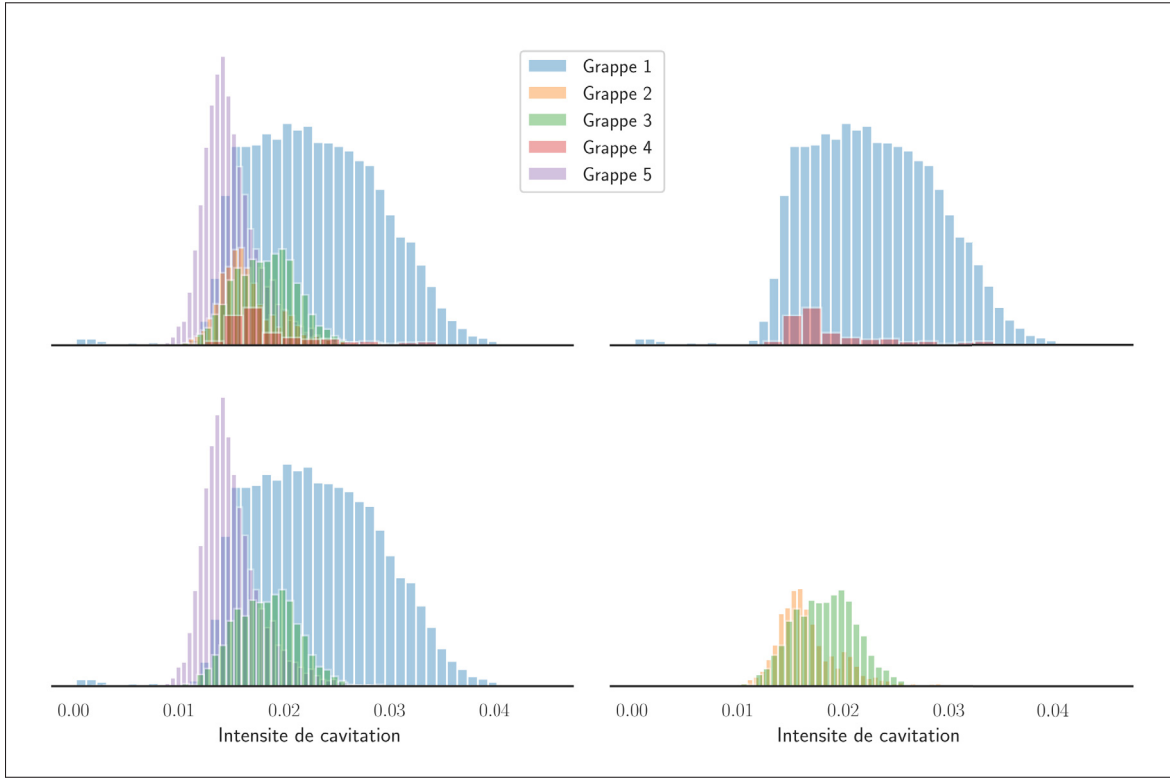 Grappe 1
Grappe 2
Grappe 3
Grappe 4
Grappe 5
0.00 0.01 0.02 0.03 0.04
Intensite de cavitation
0.00 0.01 0.02 0.03 0.04
Intensite de cavitation